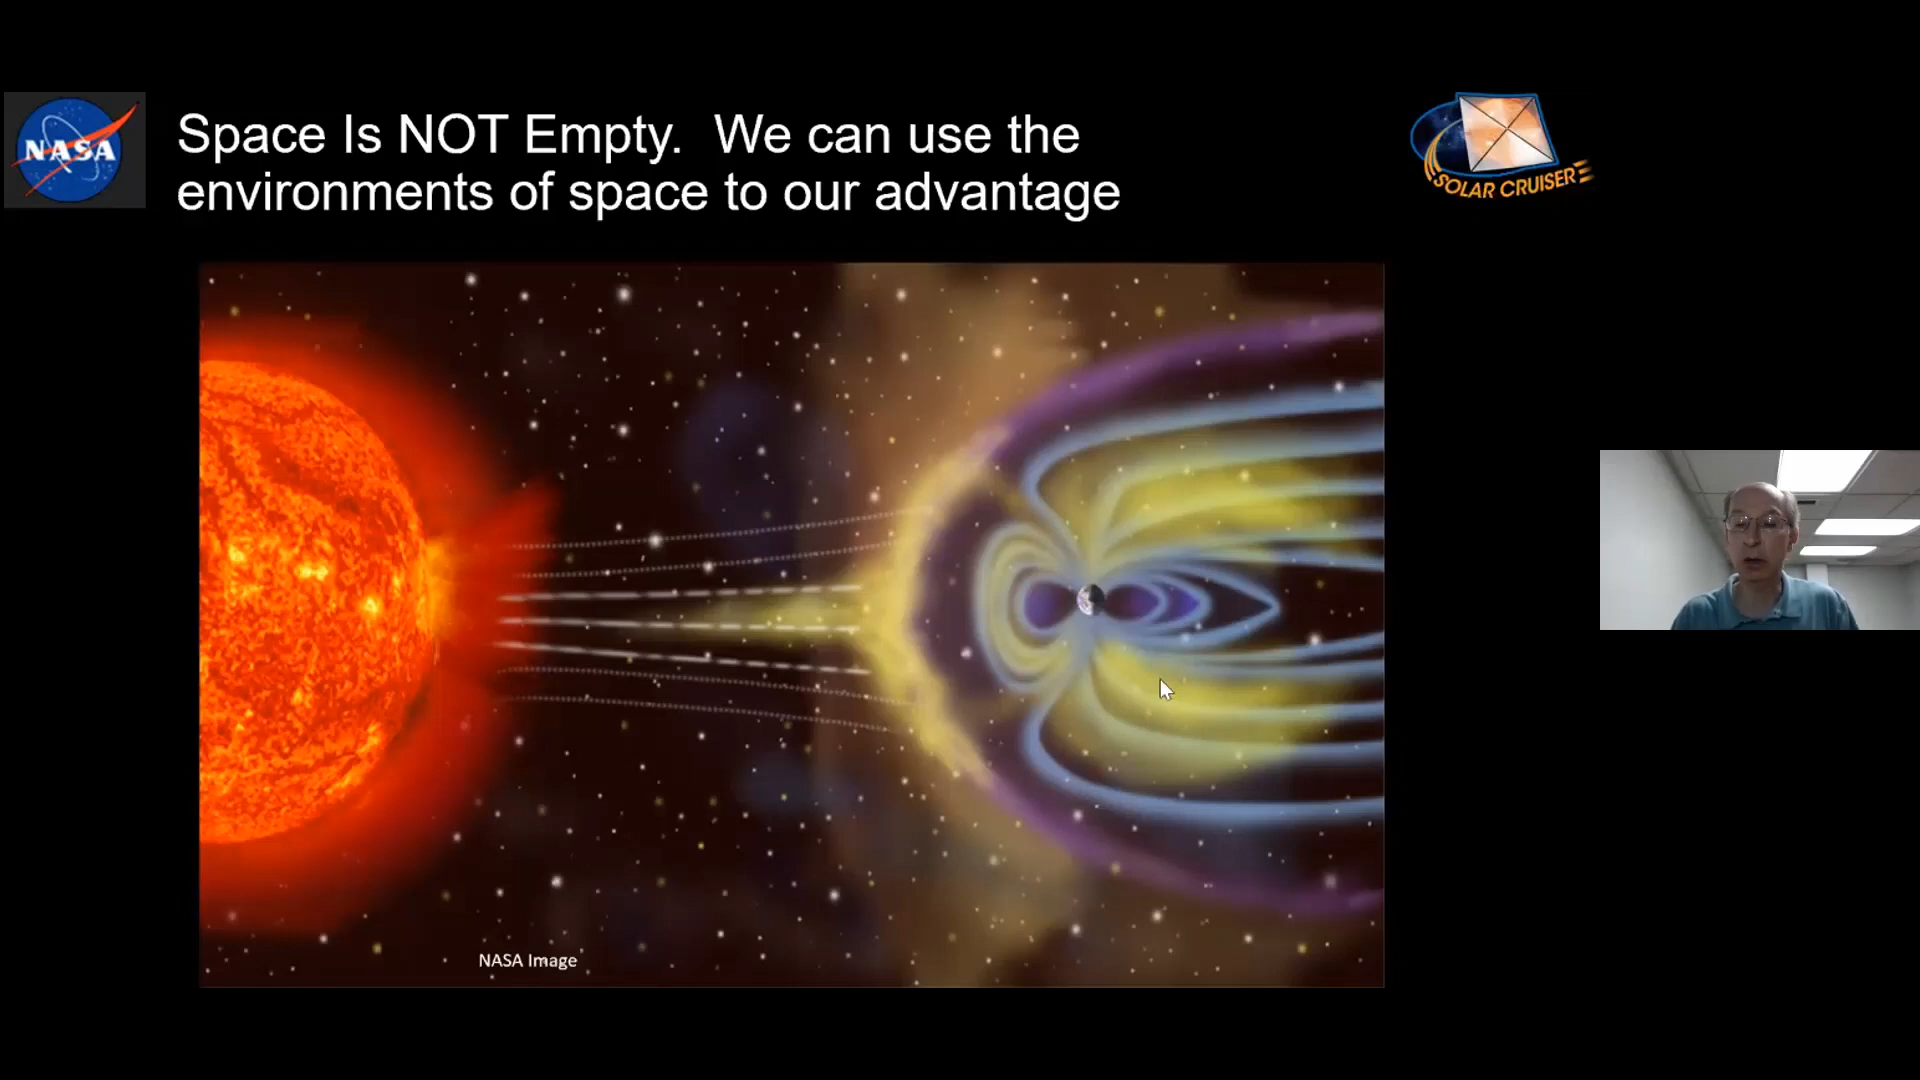 NASA
Space Is NOT Empty.  We can use the
environments of space to our advantage
SOLAR CRUISER
NASA Image